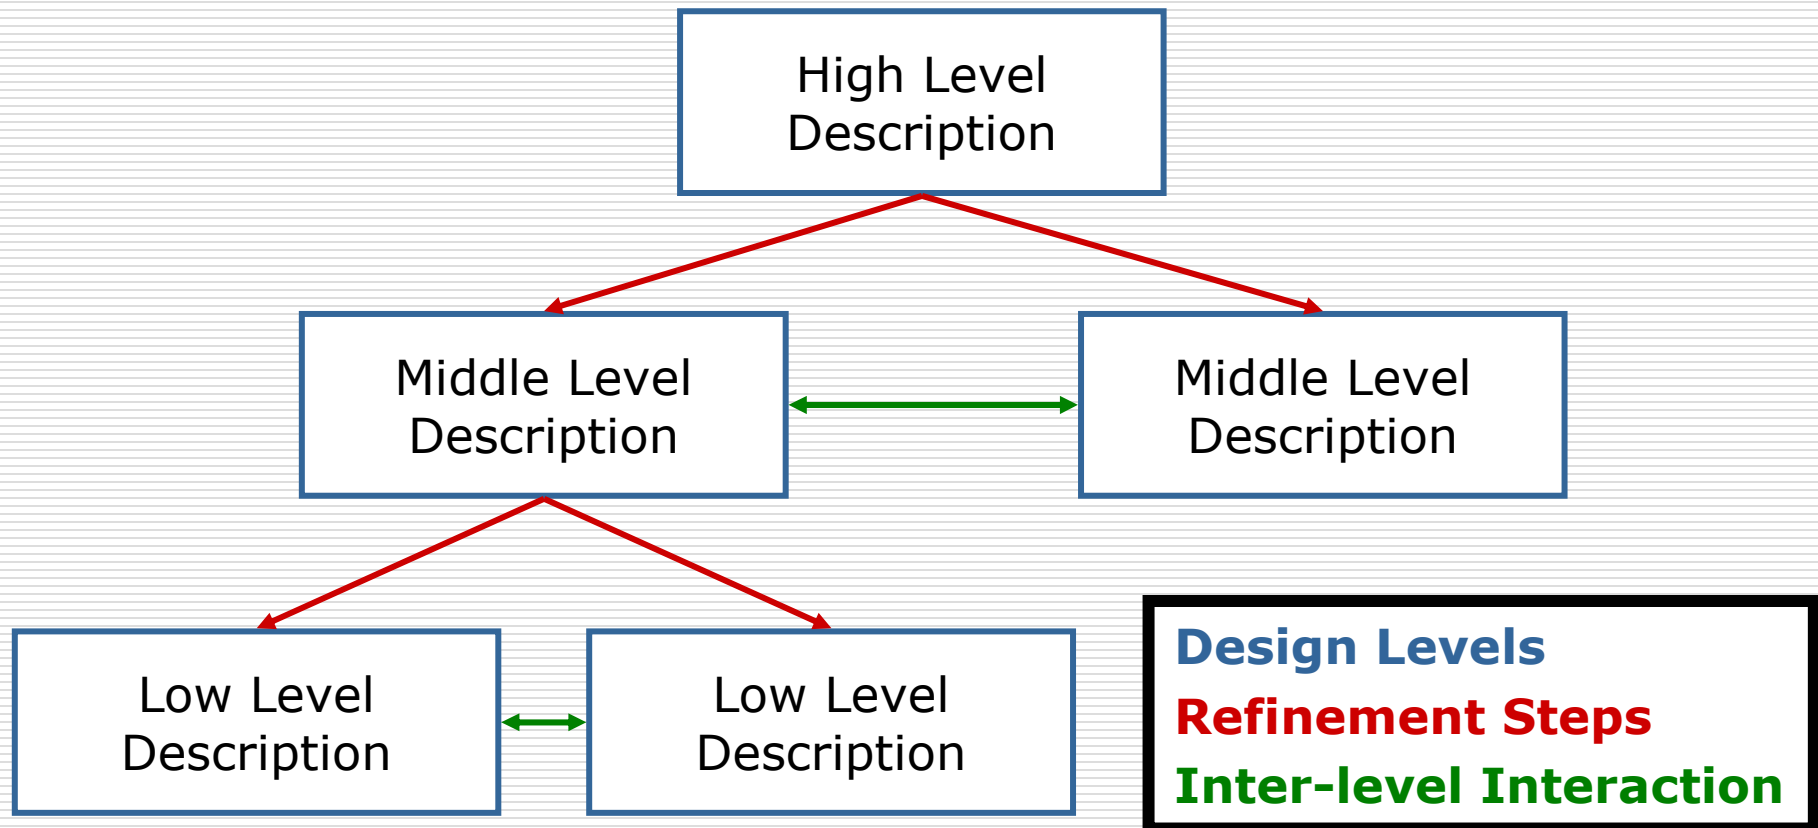 High Level
Description
Middle Level
Description
Middle Level
Description
Low Level
Description
Low Level
Description
Design Levels
Refinement Steps
Inter-level Interaction